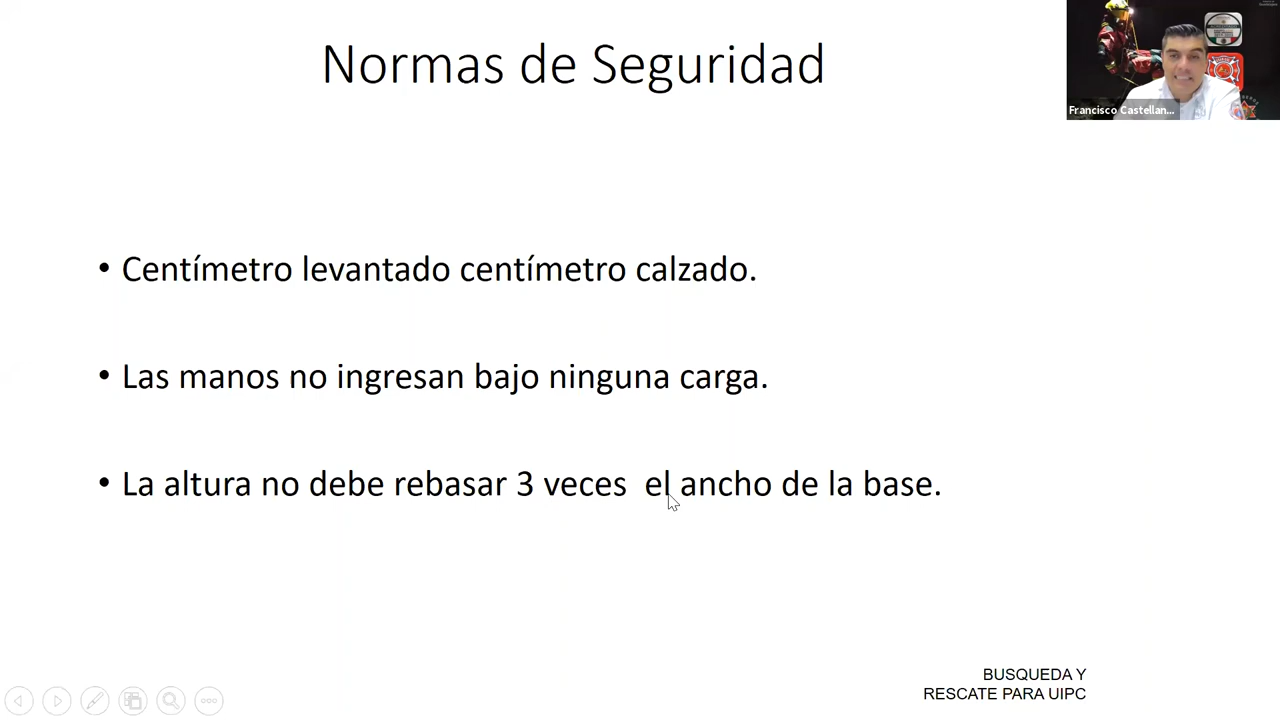 Normas de Seguridad
Francisco Castellan...
• Centímetro levantado centímetro calzado.
• Las manos no ingresan bajo ninguna carga.
• La altura no debe rebasar 3 veces  el ancho de la base.
BUSQUEDA Y
RESCATE PARA UIPC